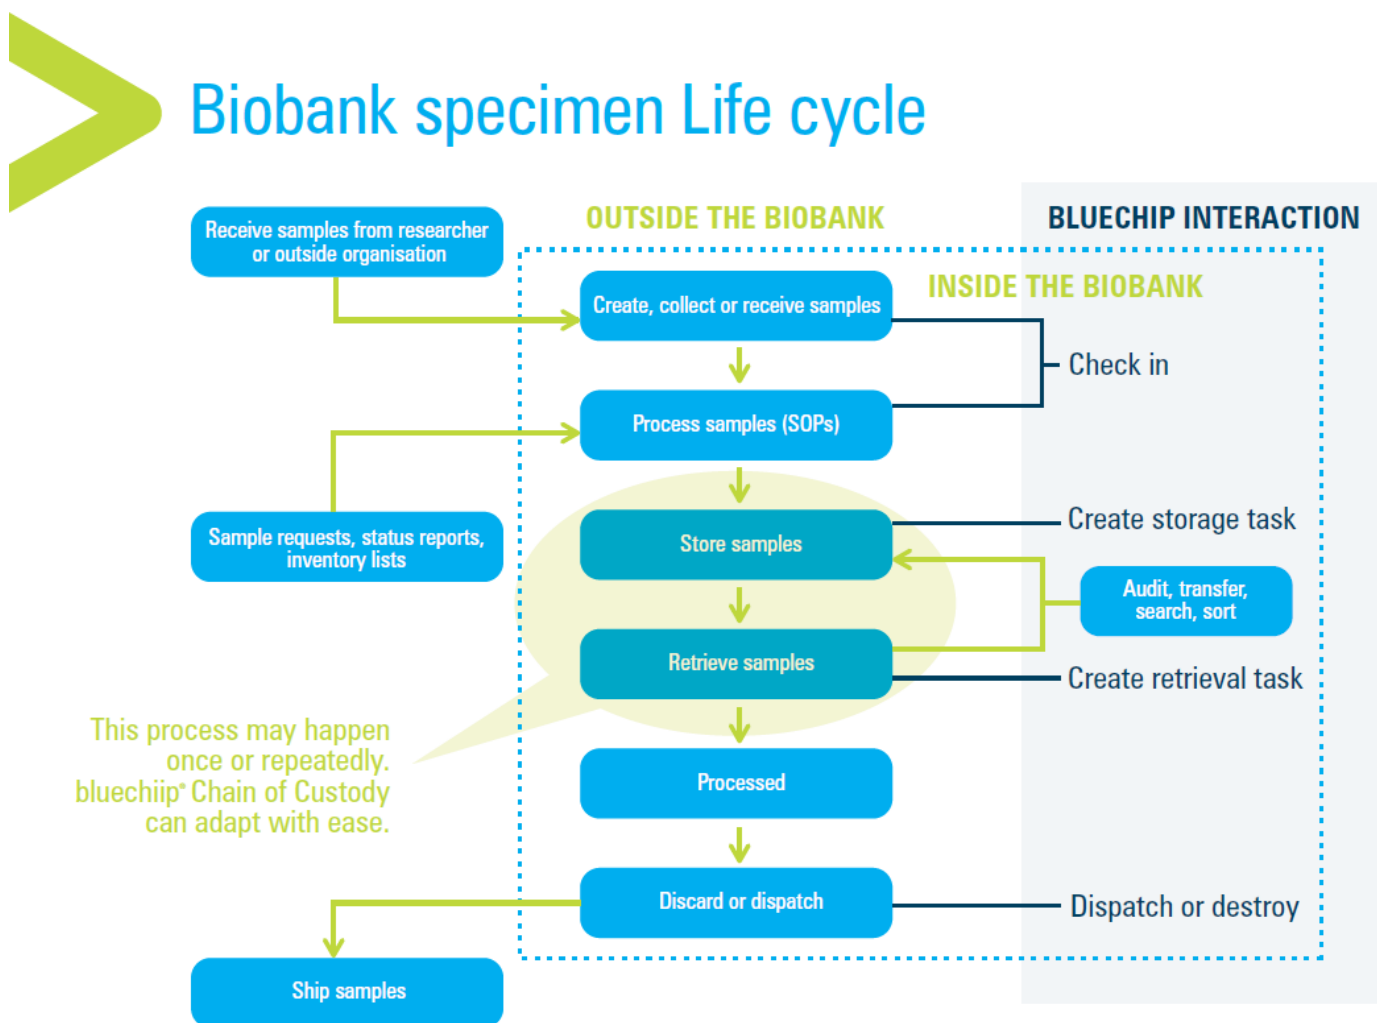 Biobank specimen Life cycle
OUTSIDE THE BIOBANK
BLUECHIP INTERACTION
Receive samples from researcher
or outside organisation
INSIDE THE BIOBANK
Create, collect or receive samples
Check in
Process samples (SOPs)
Sample requests, status reports,
inventory lists
Store samples
Create storage task
Audit, transfer,
search, sort
Retrieve samples
Create retrieval task
This process may happen
once or repeatedly.
bluechiip® Chain of Custody
can adapt with ease.
Processed
Discard or dispatch
Dispatch or destroy
Ship samples